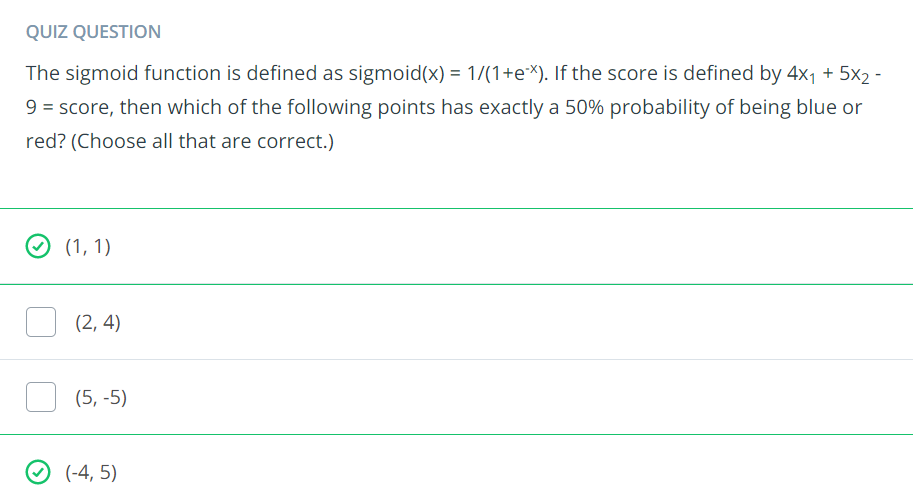 QUIZ QUESTION
The sigmoid function is defined as sigmoid(x) = 1/(1+e⁻ˣ). If the score is defined by 4x₁ + 5x₂ -
9 = score, then which of the following points has exactly a 50% probability of being blue or
red? (Choose all that are correct.)
(1, 1)
(2, 4)
(5, -5)
(-4, 5)